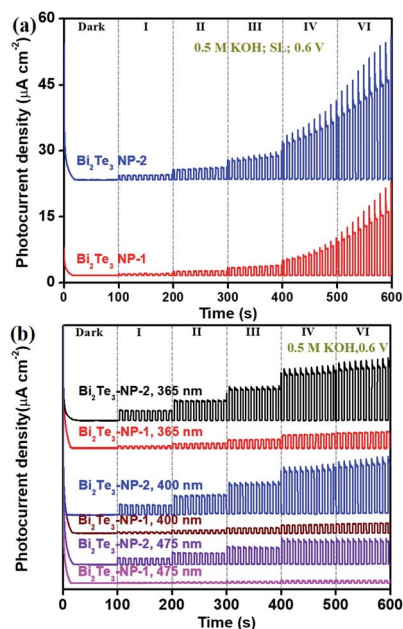 (a)
Dark I II III IV VI
0.5 M KOH; SL; 0.6 V
Bi2Te3 NP-2
Bi2Te3 NP-1
Photocurrent density (μA cm-2)
60
45
30
15
0
0 100 200 300 400 500 600
Time (s)
(b)
Dark I II III IV VI
0.5 M KOH,0.6 V
Bi2Te3-NP-2, 365 nm
Bi2Te3-NP-1, 365 nm
Bi2Te3-NP-2, 400 nm
Bi2Te3-NP-1, 400 nm
Bi2Te3-NP-2, 475 nm
Bi2Te3-NP-1, 475 nm
Photocurrent density(μA cm-2)
0 100 200 300 400 500 600
Time (s)